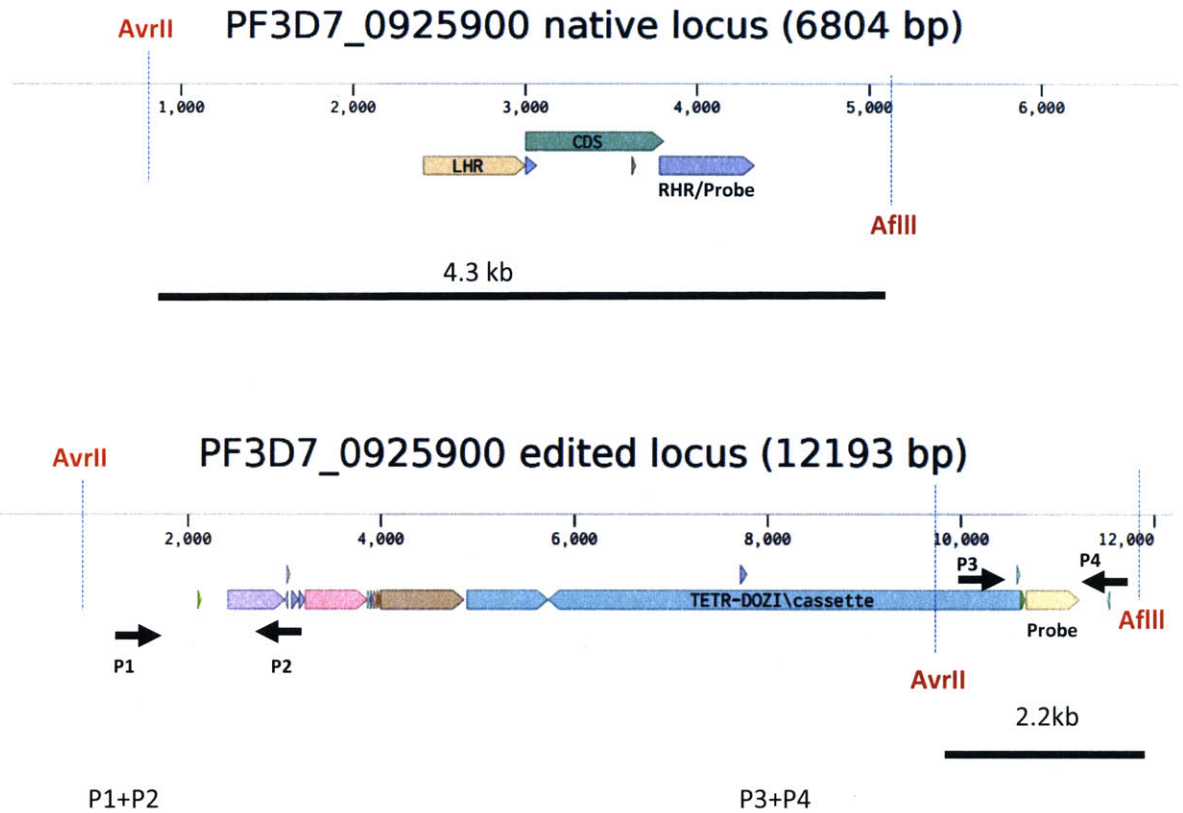 AvrII
PF3D7_0925900 native locus (6804 bp)
1,000 2,000 3,000 4,000 5,000 6,000
CDS
LHR
RHR/Probe
AflII
4.3 kb
PF3D7_0925900 edited locus (12193 bp)
AvrII
2,000 4,000 6,000 8,000 10,000 12,000
P3 P4
TETR-DOZI\cassette
Probe
AflII
P1 P2
AvrII
2.2kb
P1+P2 P3+P4